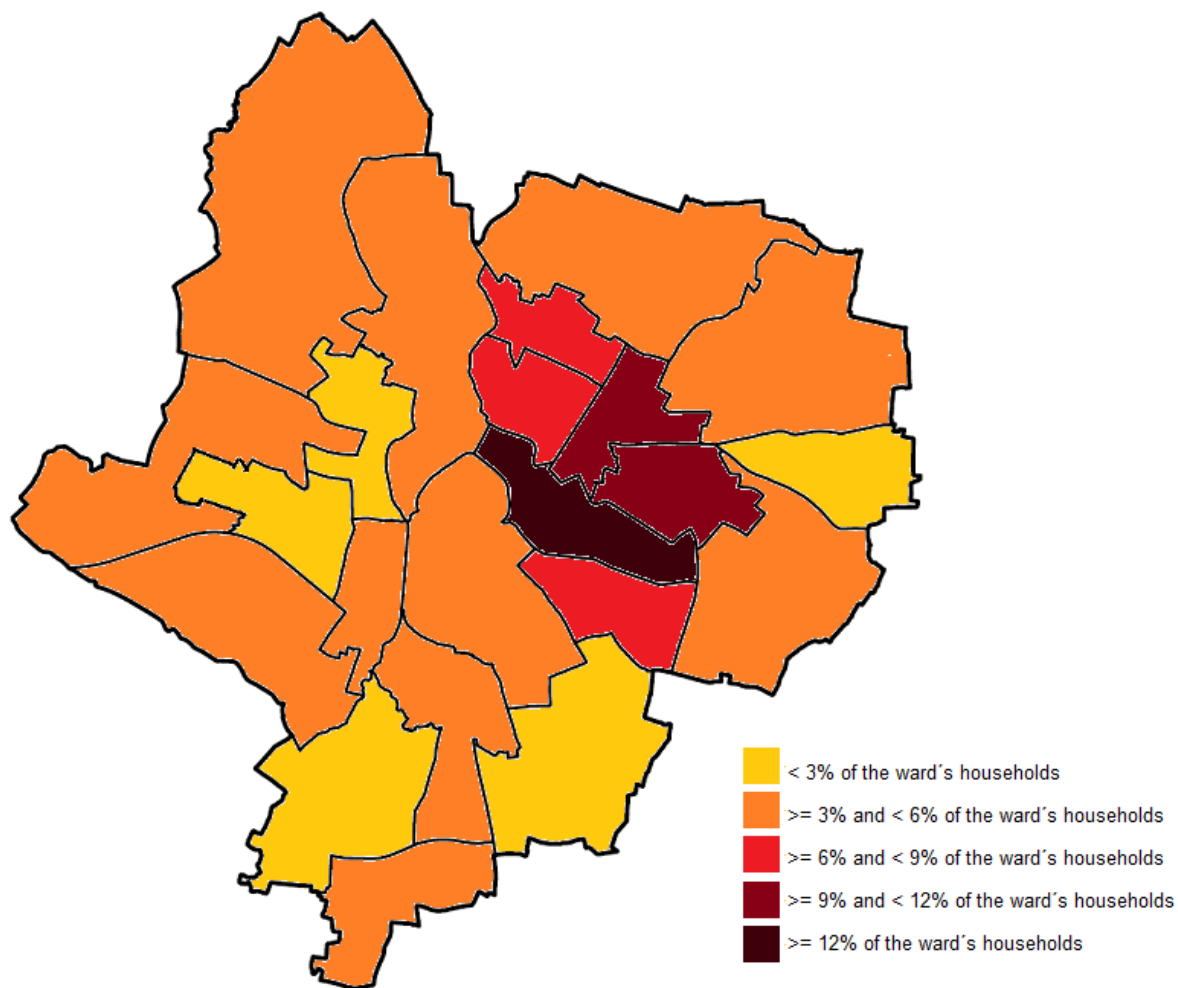 < 3% of the ward´s households
>= 3% and < 6% of the ward´s households
>= 6% and < 9% of the ward´s households
>= 9% and < 12% of the ward´s households
>= 12% of the ward´s households